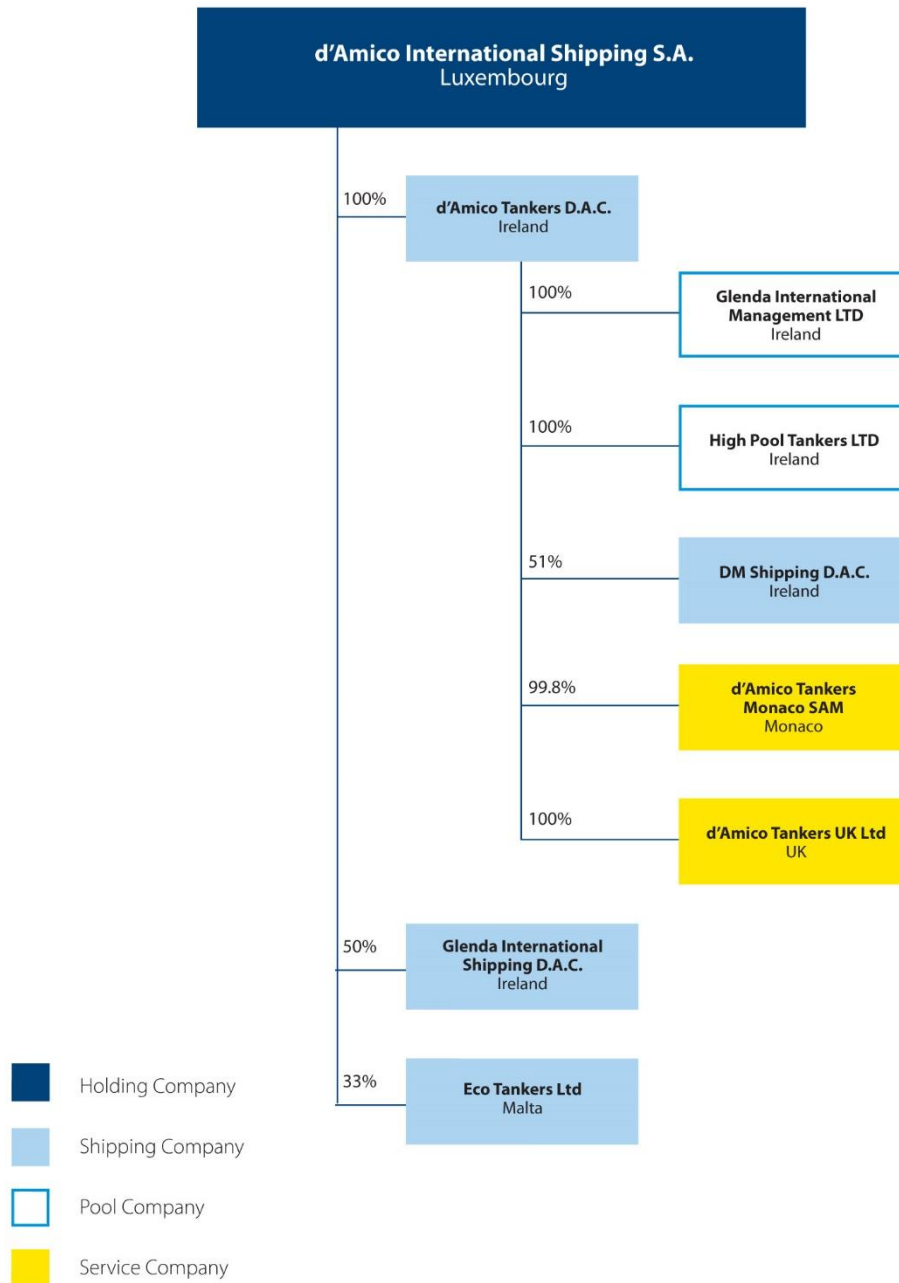 d’Amico International Shipping S.A.
Luxembourg
100%
d’Amico Tankers D.A.C.
Ireland
100%
Glenda International
Management LTD
Ireland
100%
High Pool Tankers LTD
Ireland
51%
DM Shipping D.A.C.
Ireland
99.8%
d’Amico Tankers
Monaco SAM
Monaco
100%
d’Amico Tankers UK Ltd
UK
50%
Glenda International
Shipping D.A.C.
Ireland
33%
Eco Tankers Ltd
Malta
Holding Company
Shipping Company
Pool Company
Service Company